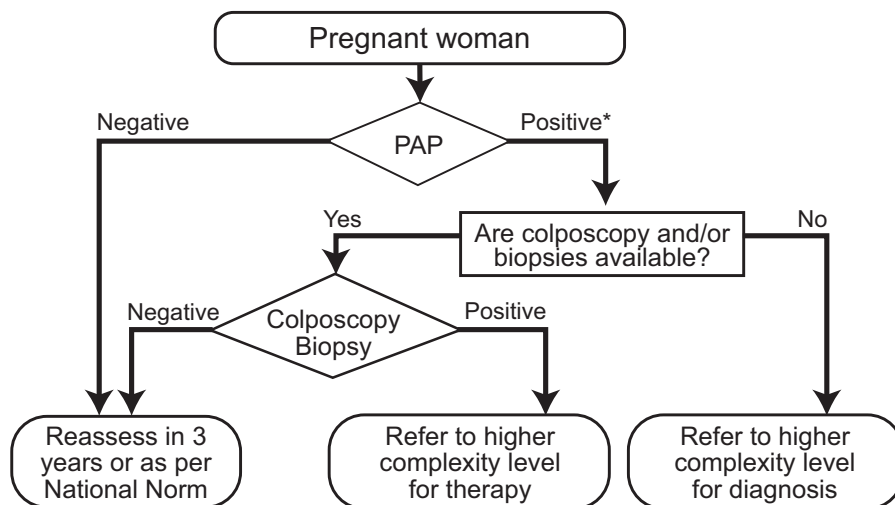 Pregnant woman
Negative
Positive*
PAP
Yes
Are colposcopy and/or
biopsies available?
No
Negative
Colposcopy
Biopsy
Positive
Reassess in 3
years or as per
National Norm
Refer to higher
complexity level
for therapy
Refer to higher
complexity level
for diagnosis